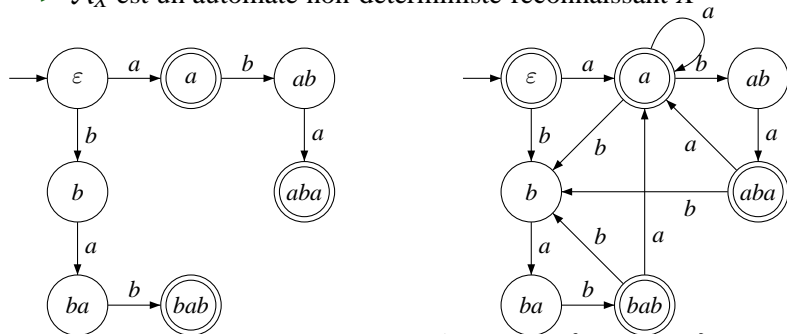 A_X est un automate non déterministe reconnaissant X
a
ε a a b ab ε a a b ab
b a b b a a
b aba b b aba
a a b a
ba b bab ba b bab